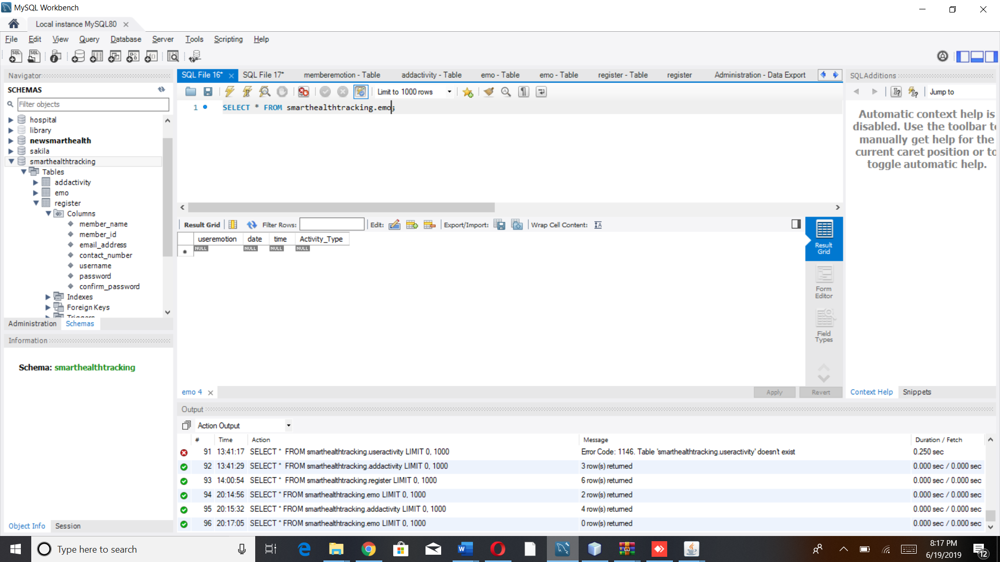 MySQL Workbench
Local instance MySQL80
File Edit View Query Database Server Tools Scripting Help
Navigator
SCHEMAS
Filter objects
hospital
library
newsmarthealth
sakila
smarthealthtracking
Tables
addactivity
emo
register
Columns
member_name
member_id
email_address
contact_number
username
password
confirm_password
Indexes
Foreign Keys
Triggers
Administration Schemas
Information
Schema: smarthealthtracking
Object Info Session
SQL File 16* SQL File 17* memberemotion - Table addactivity - Table emo - Table emo - Table register - Table register Administration - Data Export
Limit to 1000 rows
1 SELECT * FROM smarthealthtracking.emo;
Result Grid Filter Rows: Edit: Export/Import: Wrap Cell Content:
useremotion date time Activity_Type
NULL NULL NULL NULL
Result Grid
Form Editor
Field Types
emo 4
Apply Revert
SQLAdditions
Jump to
Automatic context help is
disabled. Use the toolbar to
manually get help for the
current caret position or to
toggle automatic help.
Context Help Snippets
Output
Action Output
# Time Action Message Duration / Fetch
91 13:41:17 SELECT * FROM smarthealthtracking.useractivity LIMIT 0, 1000 Error Code: 1146. Table 'smarthealthtracking.useractivity' doesn't exist 0.250 sec
92 13:41:29 SELECT * FROM smarthealthtracking.addactivity LIMIT 0, 1000 3 row(s) returned 0.000 sec / 0.000 sec
93 14:00:54 SELECT * FROM smarthealthtracking.register LIMIT 0, 1000 6 row(s) returned 0.000 sec / 0.000 sec
94 20:14:56 SELECT * FROM smarthealthtracking.emo LIMIT 0, 1000 2 row(s) returned 0.000 sec / 0.000 sec
95 20:15:32 SELECT * FROM smarthealthtracking.addactivity LIMIT 0, 1000 4 row(s) returned 0.000 sec / 0.000 sec
96 20:17:05 SELECT * FROM smarthealthtracking.emo LIMIT 0, 1000 0 row(s) returned 0.000 sec / 0.000 sec
Type here to search
8:17 PM
6/19/2019
12